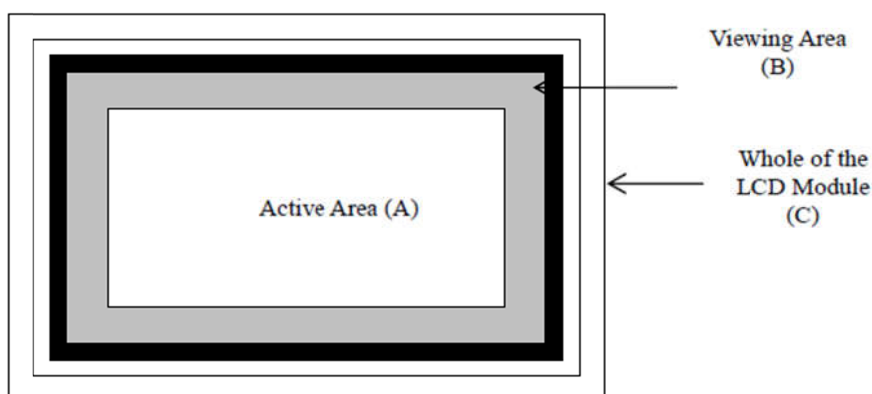 Viewing Area
(B)
Whole of the
LCD Module
(C)
Active Area (A)